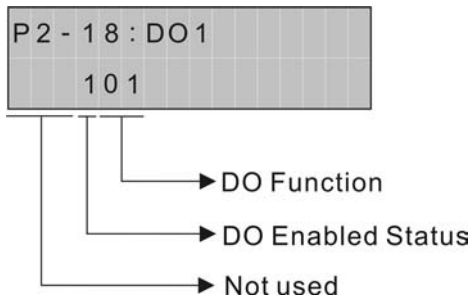 P2-18:DO1
101
DO Function
DO Enabled Status
Not used